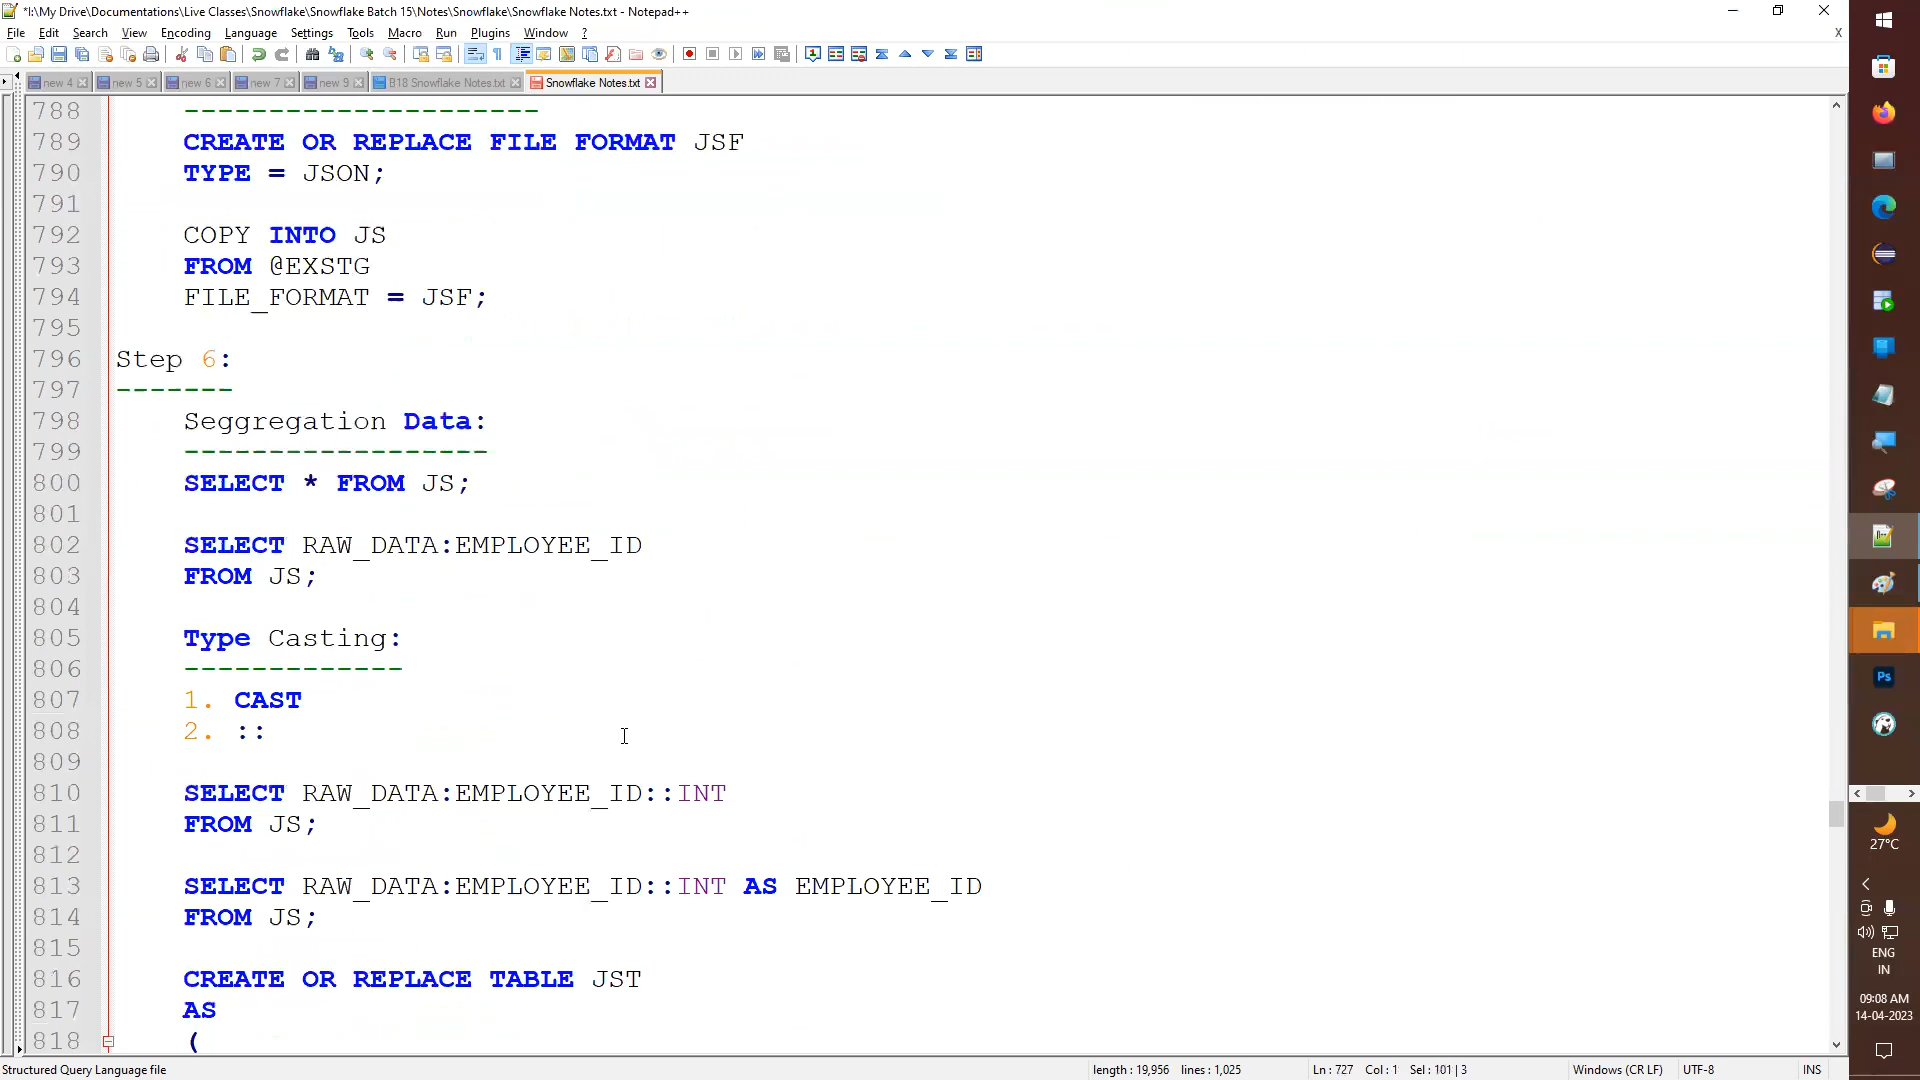 *I:\My Drive\Documentations\Live Classes\Snowflake\Snowflake Batch 15\Notes\Snowflake\Snowflake Notes.txt - Notepad++
File Edit Search View Encoding Language Settings Tools Macro Run Plugins Window ? X
new 4 new 5 new 6 new 7 new 9 B18 Snowflake Notes.txt Snowflake Notes.txt
788 ---------------------
789 CREATE OR REPLACE FILE FORMAT JSF
790 TYPE = JSON;
791
792 COPY INTO JS
793 FROM @EXSTG
794 FILE_FORMAT = JSF;
795
796 Step 6:
797 -------
798 Seggregation Data:
799 ------------------
800 SELECT * FROM JS;
801
802 SELECT RAW_DATA:EMPLOYEE_ID
803 FROM JS;
804
805 Type Casting:
806 -------------
807 1. CAST
808 2. ::
809
810 SELECT RAW_DATA:EMPLOYEE_ID::INT
811 FROM JS;
812
813 SELECT RAW_DATA:EMPLOYEE_ID::INT AS EMPLOYEE_ID
814 FROM JS;
815
816 CREATE OR REPLACE TABLE JST
817 AS
818 (
Structured Query Language file length : 19,956 lines : 1,025 Ln : 727 Col : 1 Sel : 101 | 3 Windows (CR LF) UTF-8 INS
Ps
27°C
ENG
IN
09:08 AM
14-04-2023